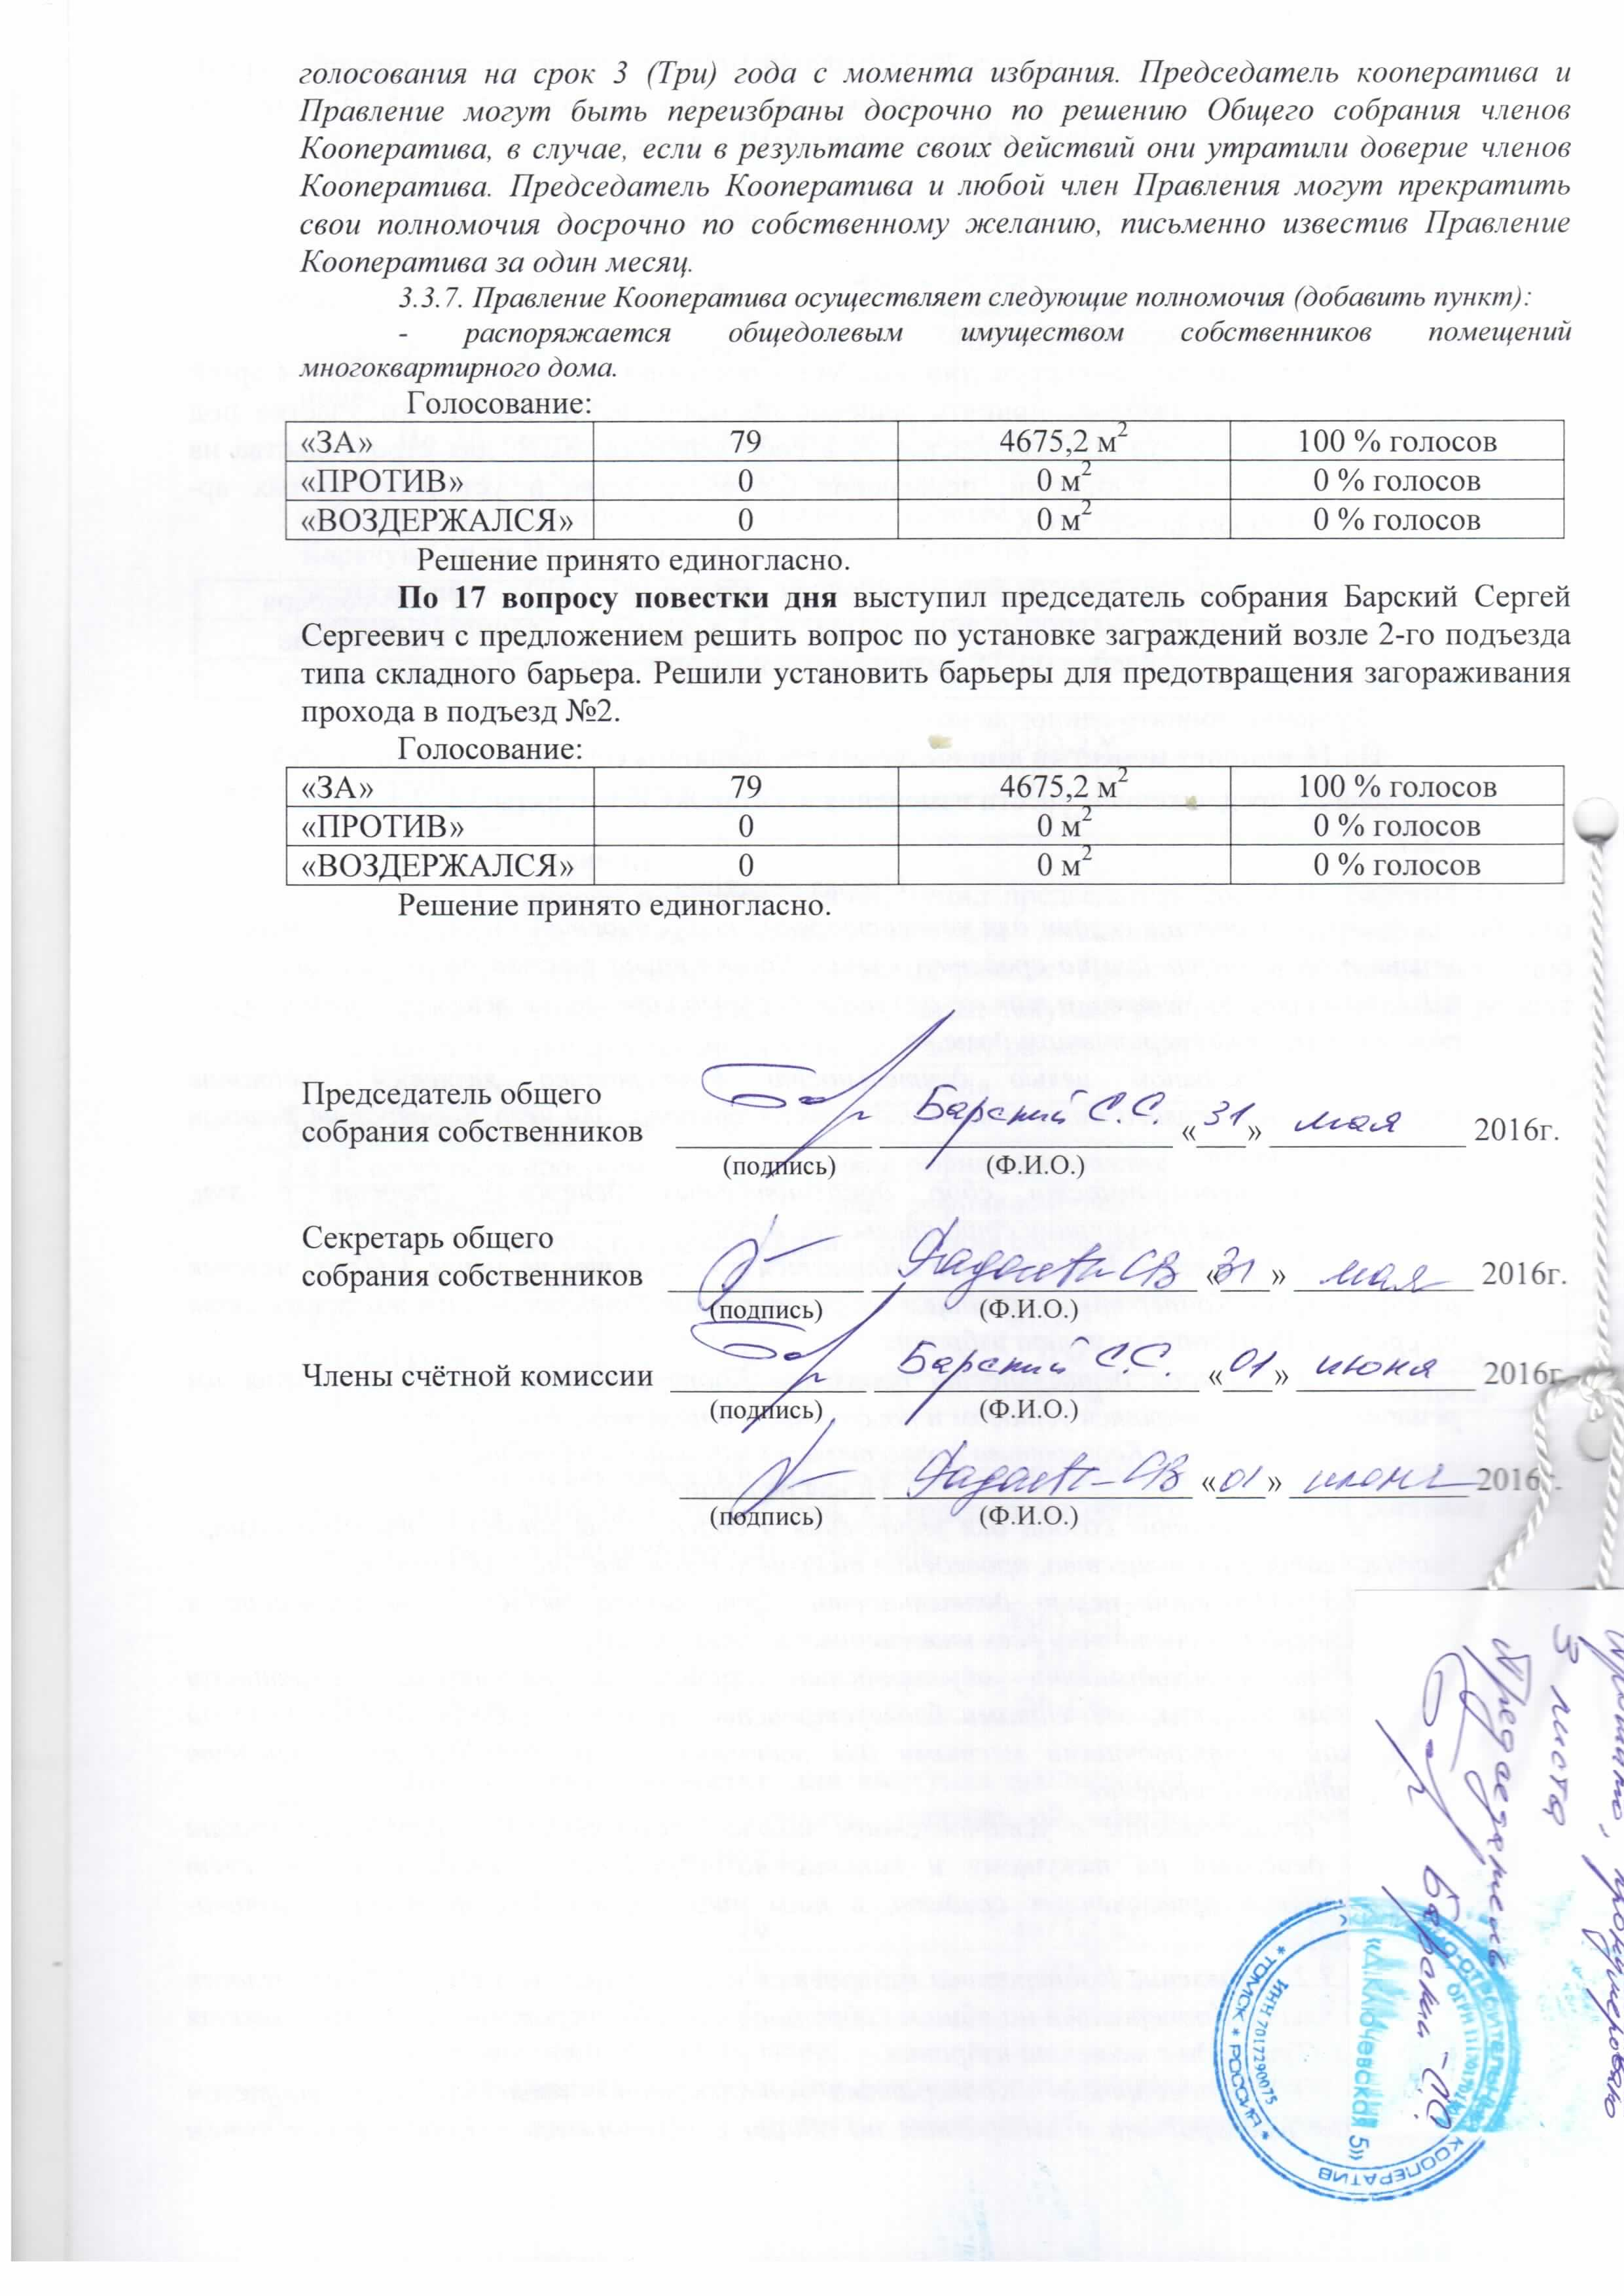 голосования на срок 3 (Три) года с момента избрания. Председатель кооператива и
Правление могут быть переизбраны досрочно по решению Общего собрания членов
Кооператива, в случае, если в результате своих действий они утратили доверие членов
Кооператива. Председатель Кооператива и любой член Правления могут прекратить
свои полномочия досрочно по собственному желанию, письменно известив Правление
Кооператива за один месяц.
3.3.7. Правление Кооператива осуществляет следующие полномочия (добавить пункт):
- распоряжается общедолевым имуществом собственников помещений
многоквартирного дома.
Голосование:
«ЗА» 79 4675,2 м² 100 % голосов
«ПРОТИВ» 0 0 м² 0 % голосов
«ВОЗДЕРЖАЛСЯ» 0 0 м² 0 % голосов
Решение принято единогласно.
По 17 вопросу повестки дня выступил председатель собрания Барский Сергей
Сергеевич с предложением решить вопрос по установке заграждений возле 2-го подъезда
типа складного барьера. Решили установить барьеры для предотвращения загораживания
прохода в подъезд №2.
Голосование:
«ЗА» 79 4675,2 м² 100 % голосов
«ПРОТИВ» 0 0 м² 0 % голосов
«ВОЗДЕРЖАЛСЯ» 0 0 м² 0 % голосов
Решение принято единогласно.
Председатель общего
собрания собственников Барский С.С. «31» мая 2016г.
(подпись) (Ф.И.О.)
Секретарь общего
собрания собственников СВ «31» мая 2016г.
(подпись) (Ф.И.О.)
Члены счётной комиссии Барский С.С. «01» июня 2016г.
(подпись) (Ф.И.О.)
СВ «01» июня 2016г.
(подпись) (Ф.И.О.)
3 листа
Председатель
Барский С.С.
* ТОМСК * РОССИЯ *
ИНН 7017290075
КООПЕРАТИВ